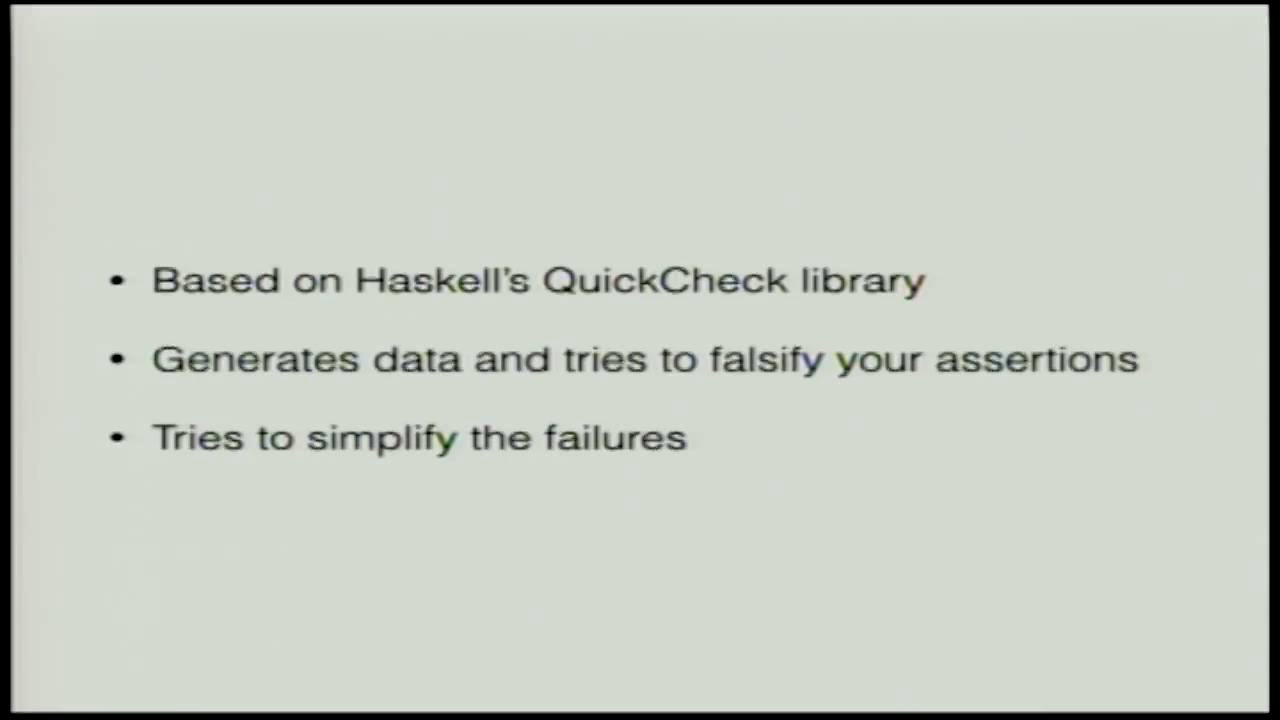 • Based on Haskell's QuickCheck library
• Generates data and tries to falsify your assertions
• Tries to simplify the failures